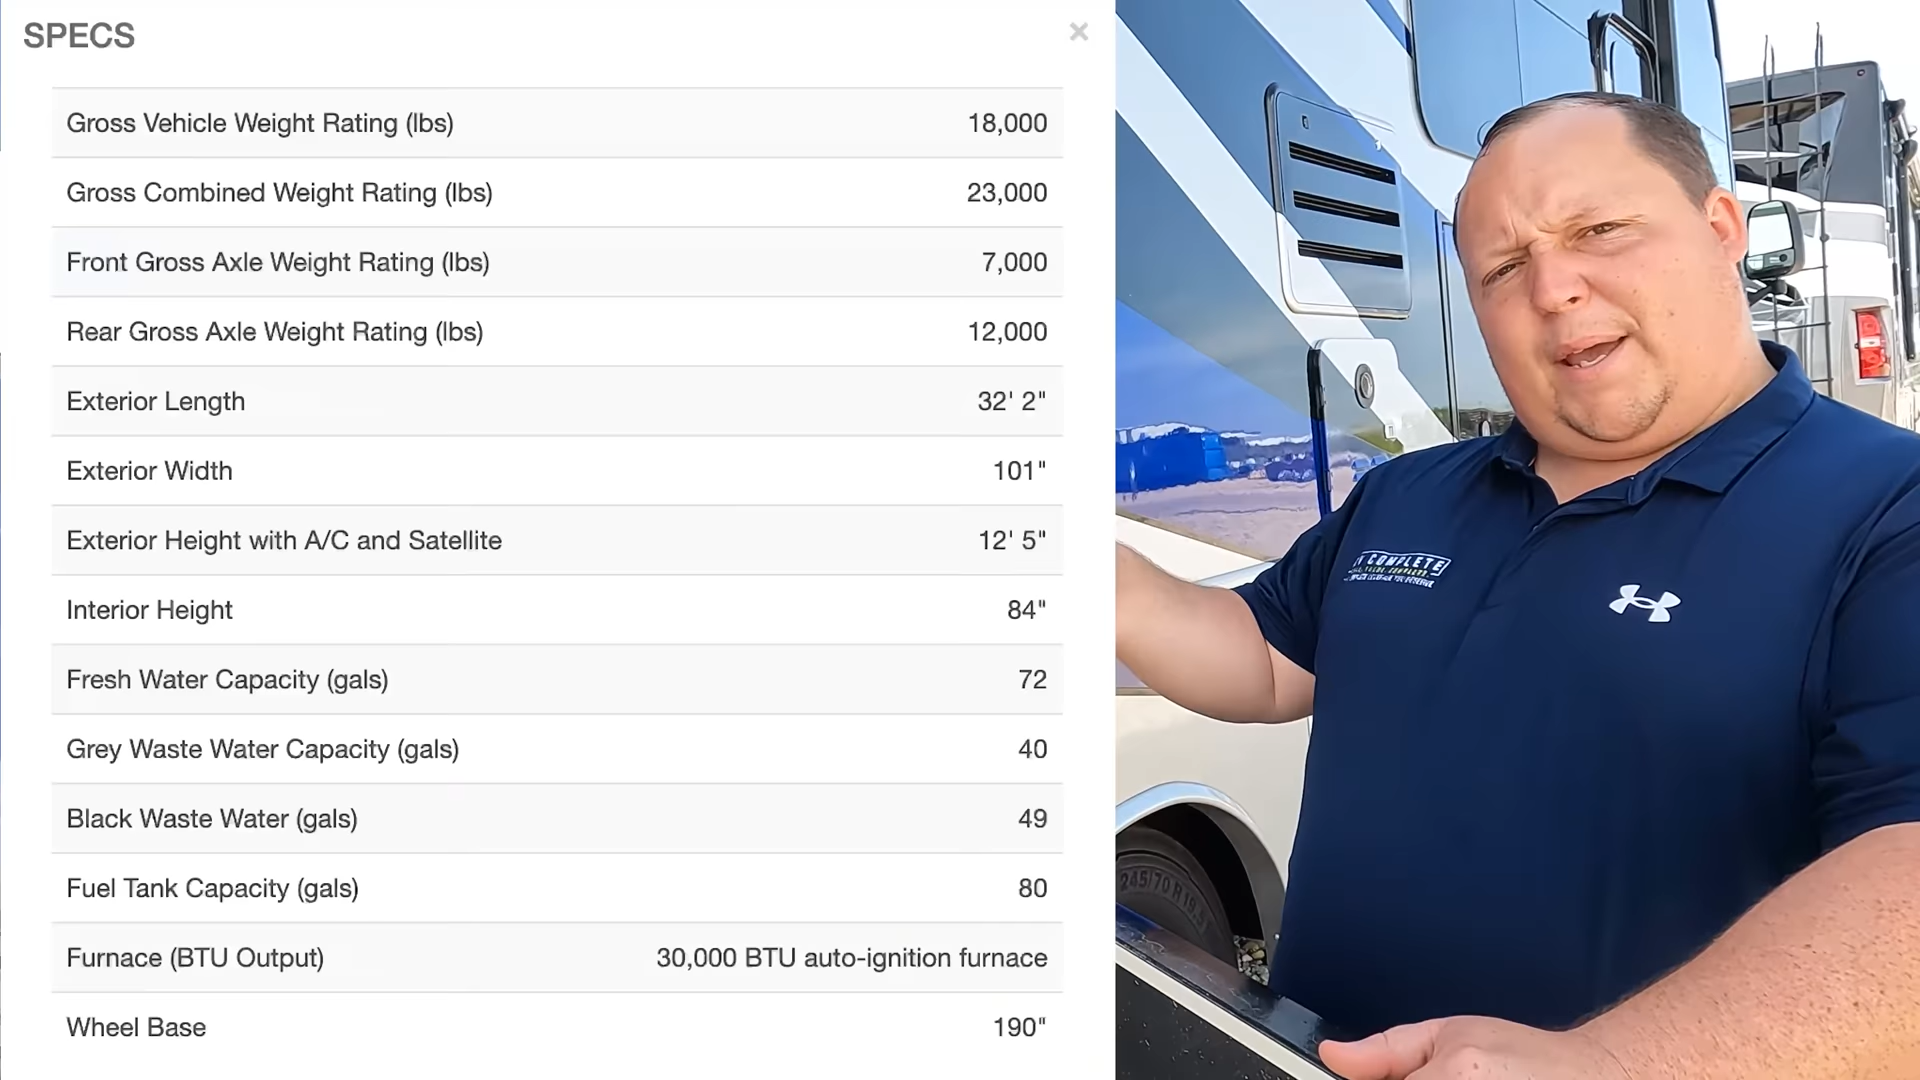 SPECS ×
Gross Vehicle Weight Rating (lbs) 18,000
Gross Combined Weight Rating (lbs) 23,000
Front Gross Axle Weight Rating (lbs) 7,000
Rear Gross Axle Weight Rating (lbs) 12,000
Exterior Length 32' 2"
Exterior Width 101"
Exterior Height with A/C and Satellite 12' 5"
Interior Height 84"
Fresh Water Capacity (gals) 72
Grey Waste Water Capacity (gals) 40
Black Waste Water (gals) 49
Fuel Tank Capacity (gals) 80
Furnace (BTU Output) 30,000 BTU auto-ignition furnace
Wheel Base 190"
COMPLETE
245/70 R 19.5